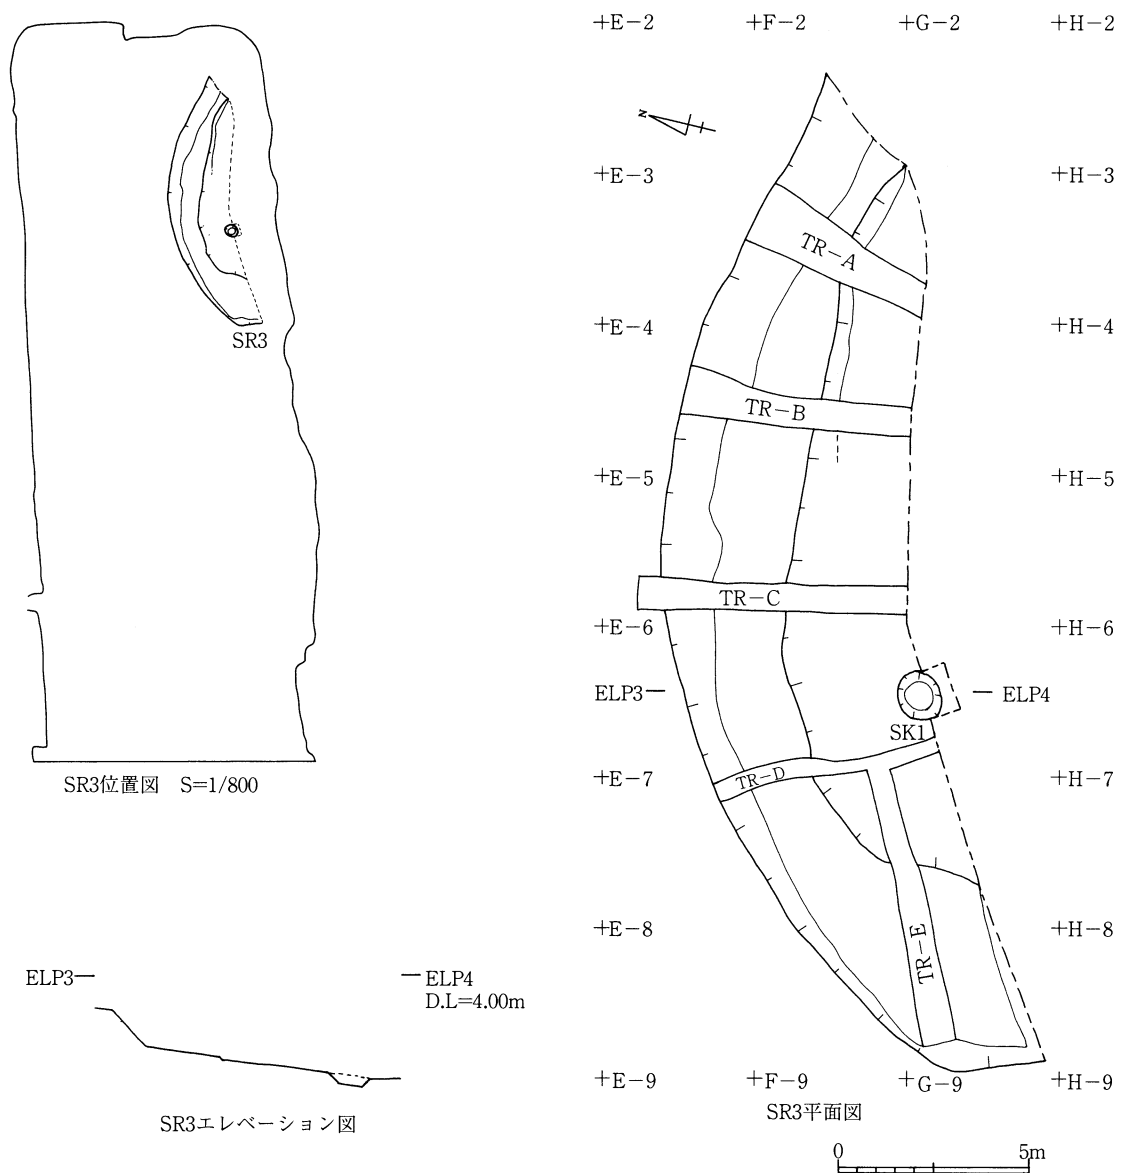 SR3
SR3位置図 S=1/800
ELP3
ELP4
D.L=4.00m
SR3エレベーション図
+E-2 +F-2 +G-2 +H-2
N
+E-3 +H-3
TR-A
+E-4 +H-4
TR-B
+E-5 +H-5
TR-C
+E-6 +H-6
ELP3 ELP4
SK1
+E-7 TR-D +H-7
+E-8 TR-E +H-8
+E-9 +F-9 +G-9 +H-9
SR3平面図
0 5m